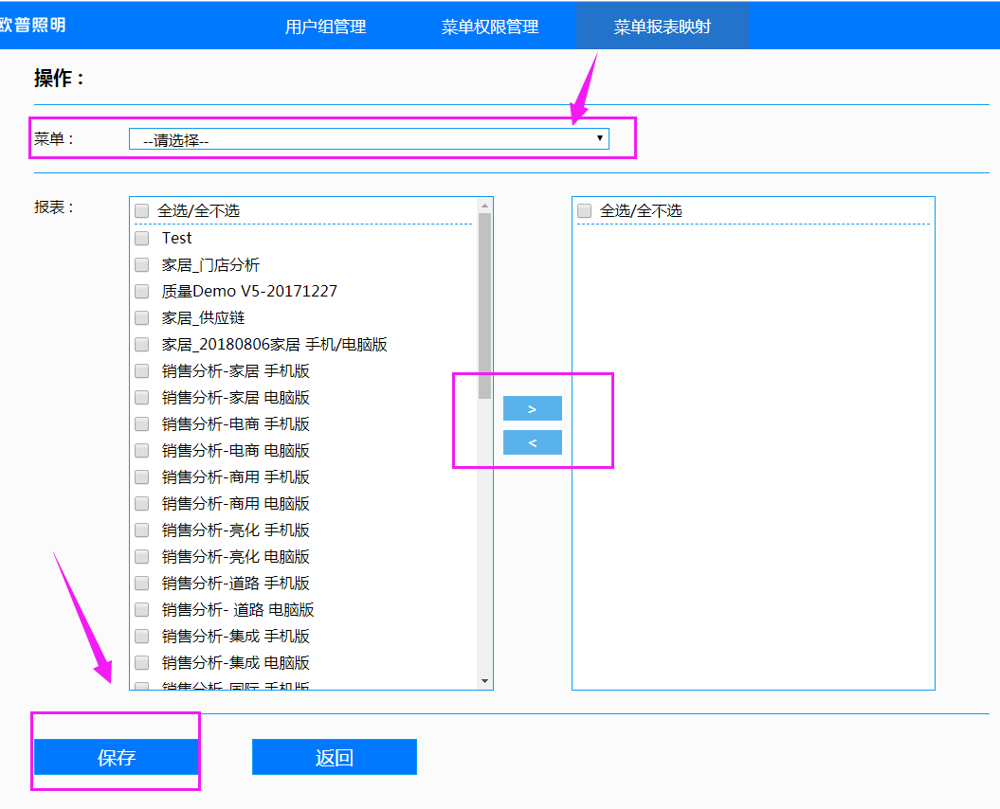 欧普照明 用户组管理 菜单权限管理 菜单报表映射
操作：
菜单： --请选择--
报表：
全选/全不选
Test
家居_门店分析
质量Demo V5-20171227
家居_供应链
家居_20180806家居 手机/电脑版
销售分析-家居 手机版
销售分析-家居 电脑版
销售分析-电商 手机版
销售分析-电商 电脑版
销售分析-商用 手机版
销售分析-商用 电脑版
销售分析-亮化 手机版
销售分析-亮化 电脑版
销售分析-道路 手机版
销售分析- 道路 电脑版
销售分析-集成 手机版
销售分析-集成 电脑版
销售分析-国际 手机版
>
<
全选/全不选
保存 返回